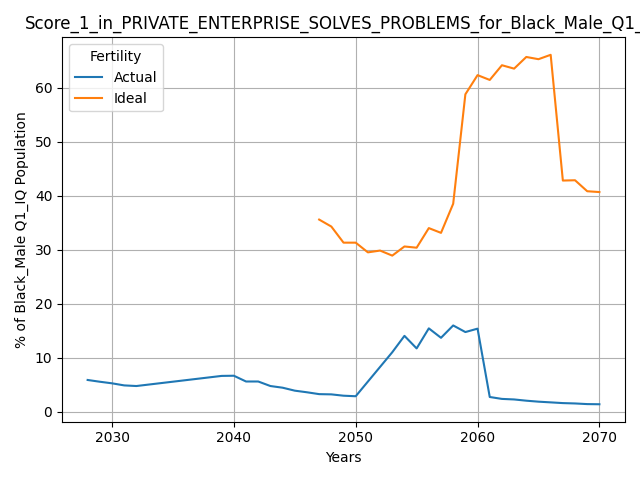 Score_1_in_PRIVATE_ENTERPRISE_SOLVES_PROBLEMS_for_Black_Male_Q1_
Fertility
Actual
Ideal
% of Black_Male Q1_IQ Population
60
50
40
30
20
10
0
2030 2040 2050 2060 2070
Years